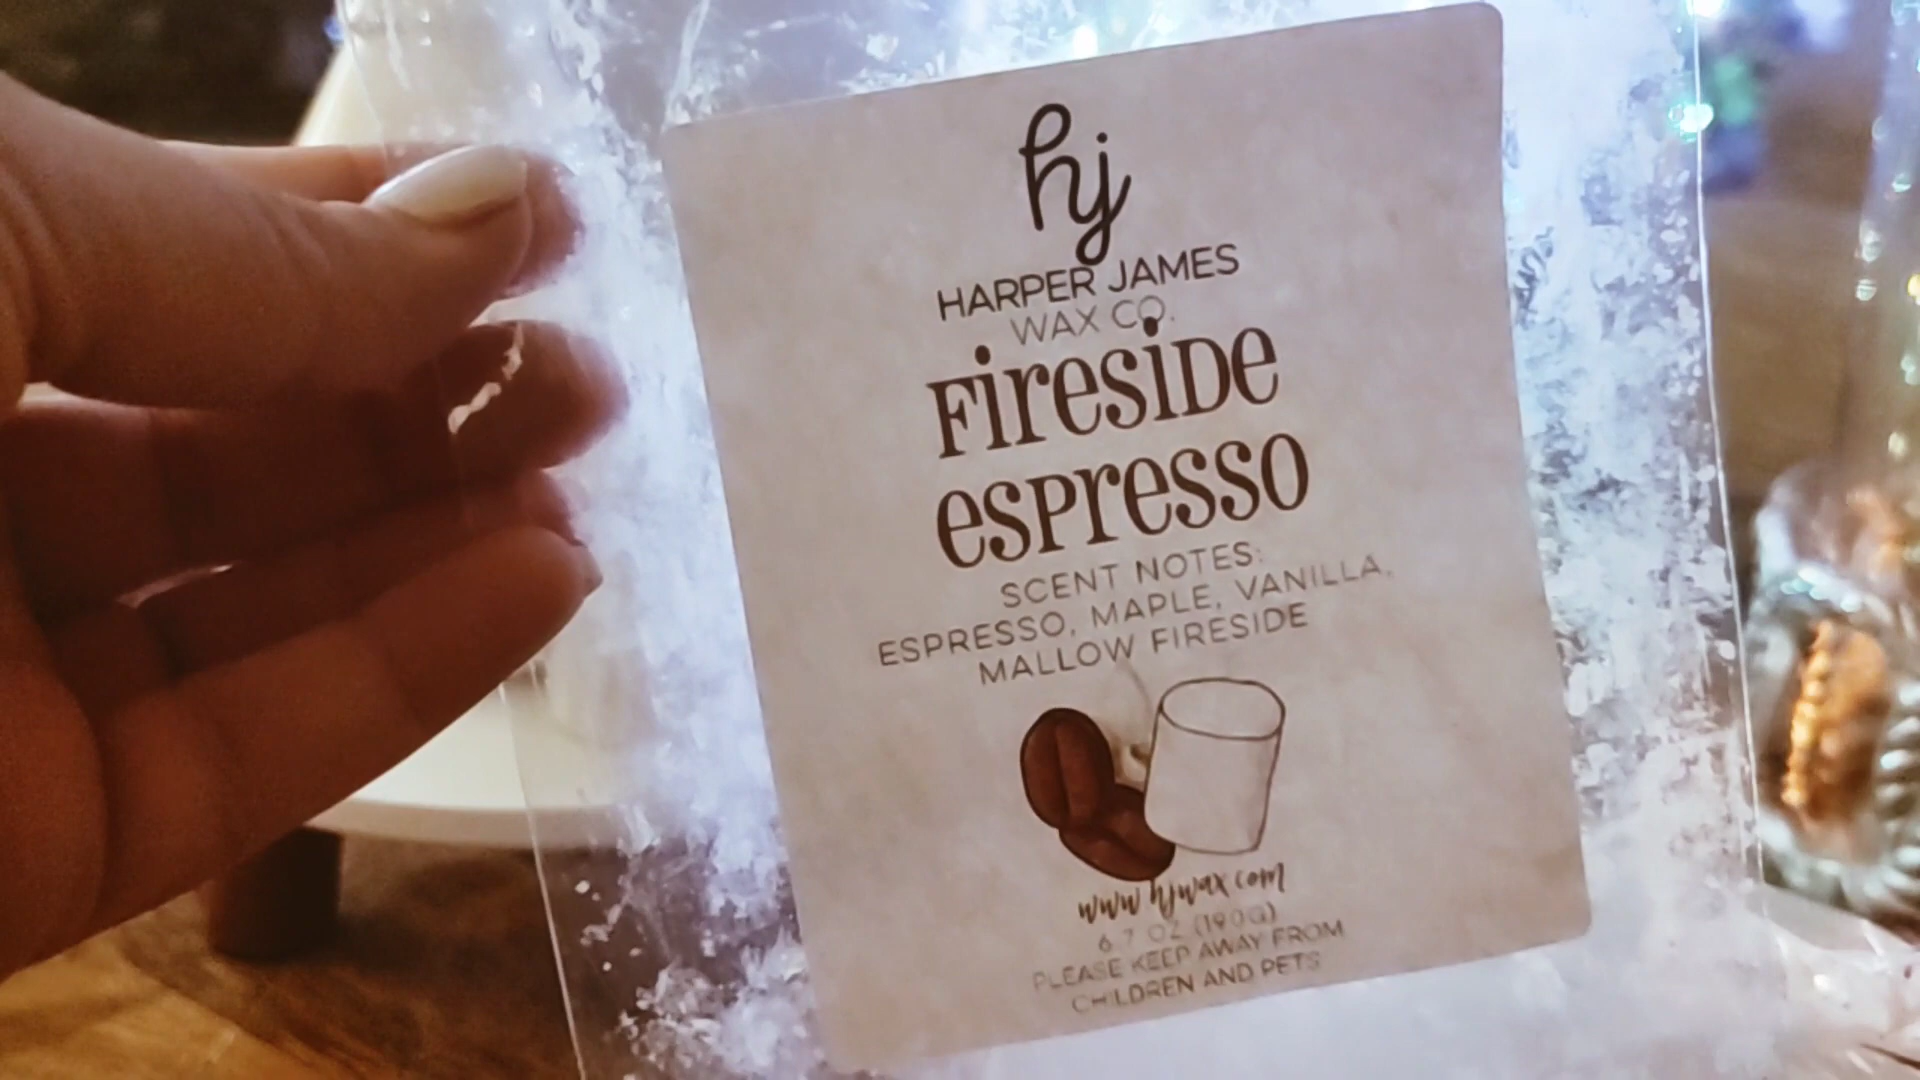 hj
HARPER JAMES
WAX CO.
Fireside
espresso
SCENT NOTES:
ESPRESSO, MAPLE, VANILLA,
MALLOW FIRESIDE
www.hjwax.com
6.7 OZ (190G)
PLEASE KEEP AWAY FROM
CHILDREN AND PETS